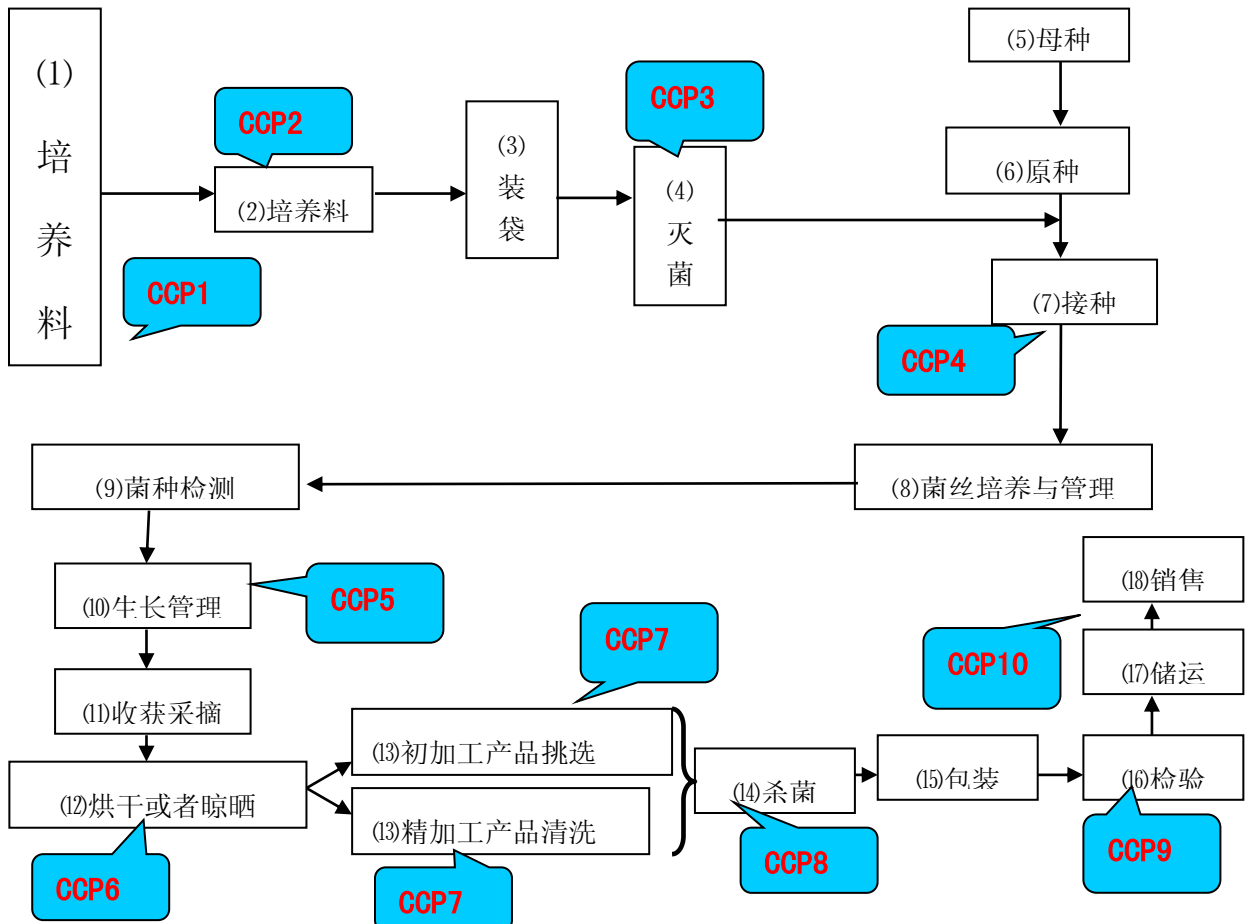 ⑴
培
养
料
CCP1
CCP2
⑵培养料
⑶
装
袋
CCP3
⑷
灭
菌
⑸母种
⑹原种
⑺接种
CCP4
⑻菌丝培养与管理
⑼菌种检测
⑽生长管理
CCP5
⑾收获采摘
⑿烘干或者晾晒
CCP6
CCP7
⒀初加工产品挑选
⒀精加工产品清洗
CCP7
⒁杀菌
CCP8
⒂包装
⒃检验
CCP9
⒄储运
CCP10
⒅销售